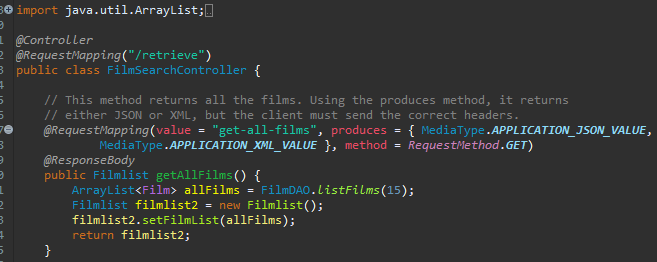 import java.util.ArrayList;
@Controller
@RequestMapping("/retrieve")
public class FilmSearchController {
// This method returns all the films. Using the produces method, it returns
// either JSON or XML, but the client must send the correct headers.
@RequestMapping(value = "get-all-films", produces = { MediaType.APPLICATION_JSON_VALUE,
MediaType.APPLICATION_XML_VALUE }, method = RequestMethod.GET)
@ResponseBody
public Filmlist getAllFilms() {
ArrayList<Film> allFilms = FilmDAO.listFilms(15);
Filmlist filmlist2 = new Filmlist();
filmlist2.setFilmList(allFilms);
return filmlist2;
}